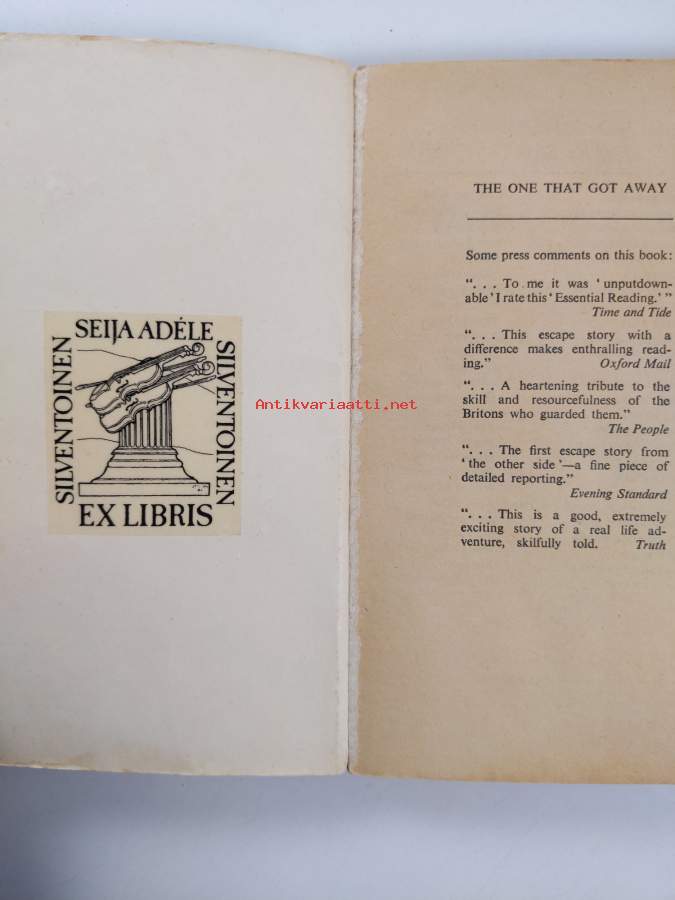 SEIJA ADÉLE
SILVENTOINEN
SILVENTOINEN
EX LIBRIS
Antikvariaatti.net
THE ONE THAT GOT AWAY
Some press comments on this book:
“. . . To me it was ‘ unputdown-
able ’ I rate this ‘ Essential Reading.’ ”
Time and Tide
“. . . This escape story with a
difference makes enthralling read-
ing.” Oxford Mail
“. . . A heartening tribute to the
skill and resourcefulness of the
Britons who guarded them.”
The People
“. . . The first escape story from
‘the other side’—a fine piece of
detailed reporting.”
Evening Standard
“. . . This is a good, extremely
exciting story of a real life ad-
venture, skilfully told. Truth